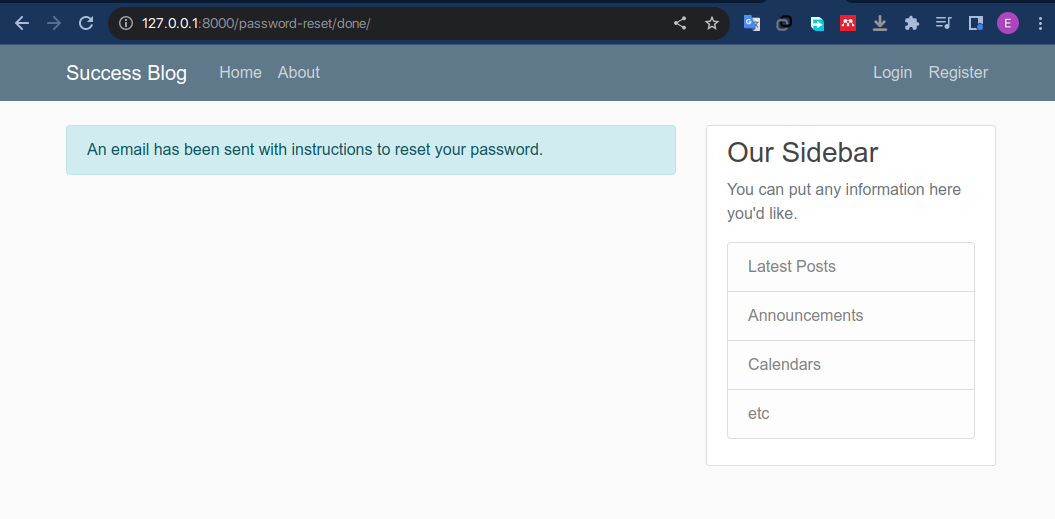 127.0.0.1:8000/password-reset/done/
E
Success Blog Home About Login Register
An email has been sent with instructions to reset your password.
Our Sidebar
You can put any information here
you'd like.
Latest Posts
Announcements
Calendars
etc